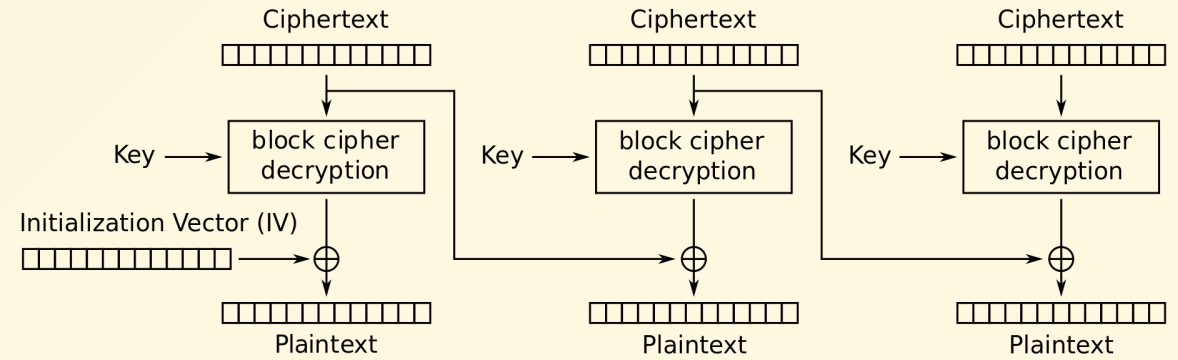 Ciphertext
Ciphertext
Ciphertext
Key
block cipher
decryption
Key
block cipher
decryption
Key
block cipher
decryption
Initialization Vector (IV)
Plaintext
Plaintext
Plaintext